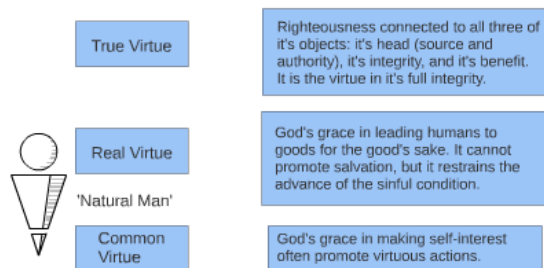 True Virtue
Righteousness connected to all three of
it's objects: it's head (source and
authority), it's integrity, and it's benefit.
It is the virtue in it's full integrity.
Real Virtue
God's grace in leading humans to
goods for the good's sake. It cannot
promote salvation, but it restrains the
advance of the sinful condition.
'Natural Man'
Common
Virtue
God's grace in making self-interest
often promote virtuous actions.